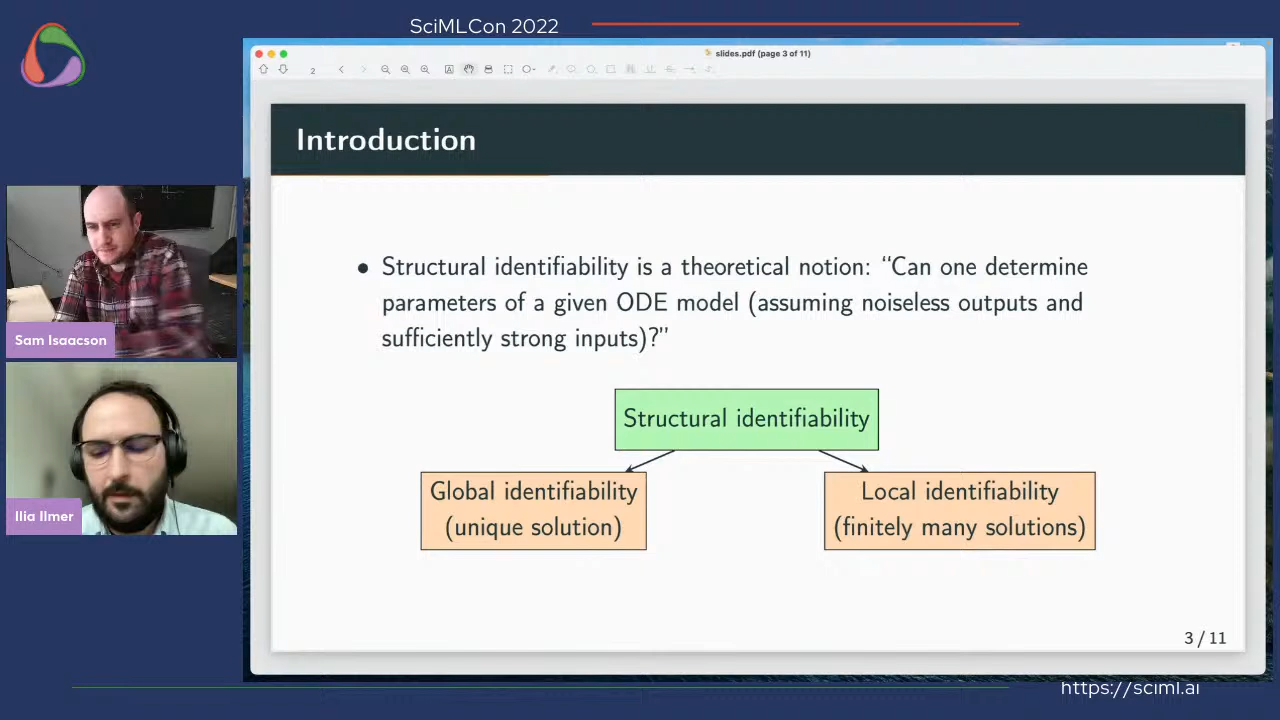 SciMLCon 2022
slides.pdf (page 3 of 11)
2
Introduction
• Structural identifiability is a theoretical notion: “Can one determine
parameters of a given ODE model (assuming noiseless outputs and
sufficiently strong inputs)?”
Structural identifiability
Global identifiability
(unique solution)
Local identifiability
(finitely many solutions)
3 / 11
Sam Isaacson
Ilia Ilmer
https://sciml.ai